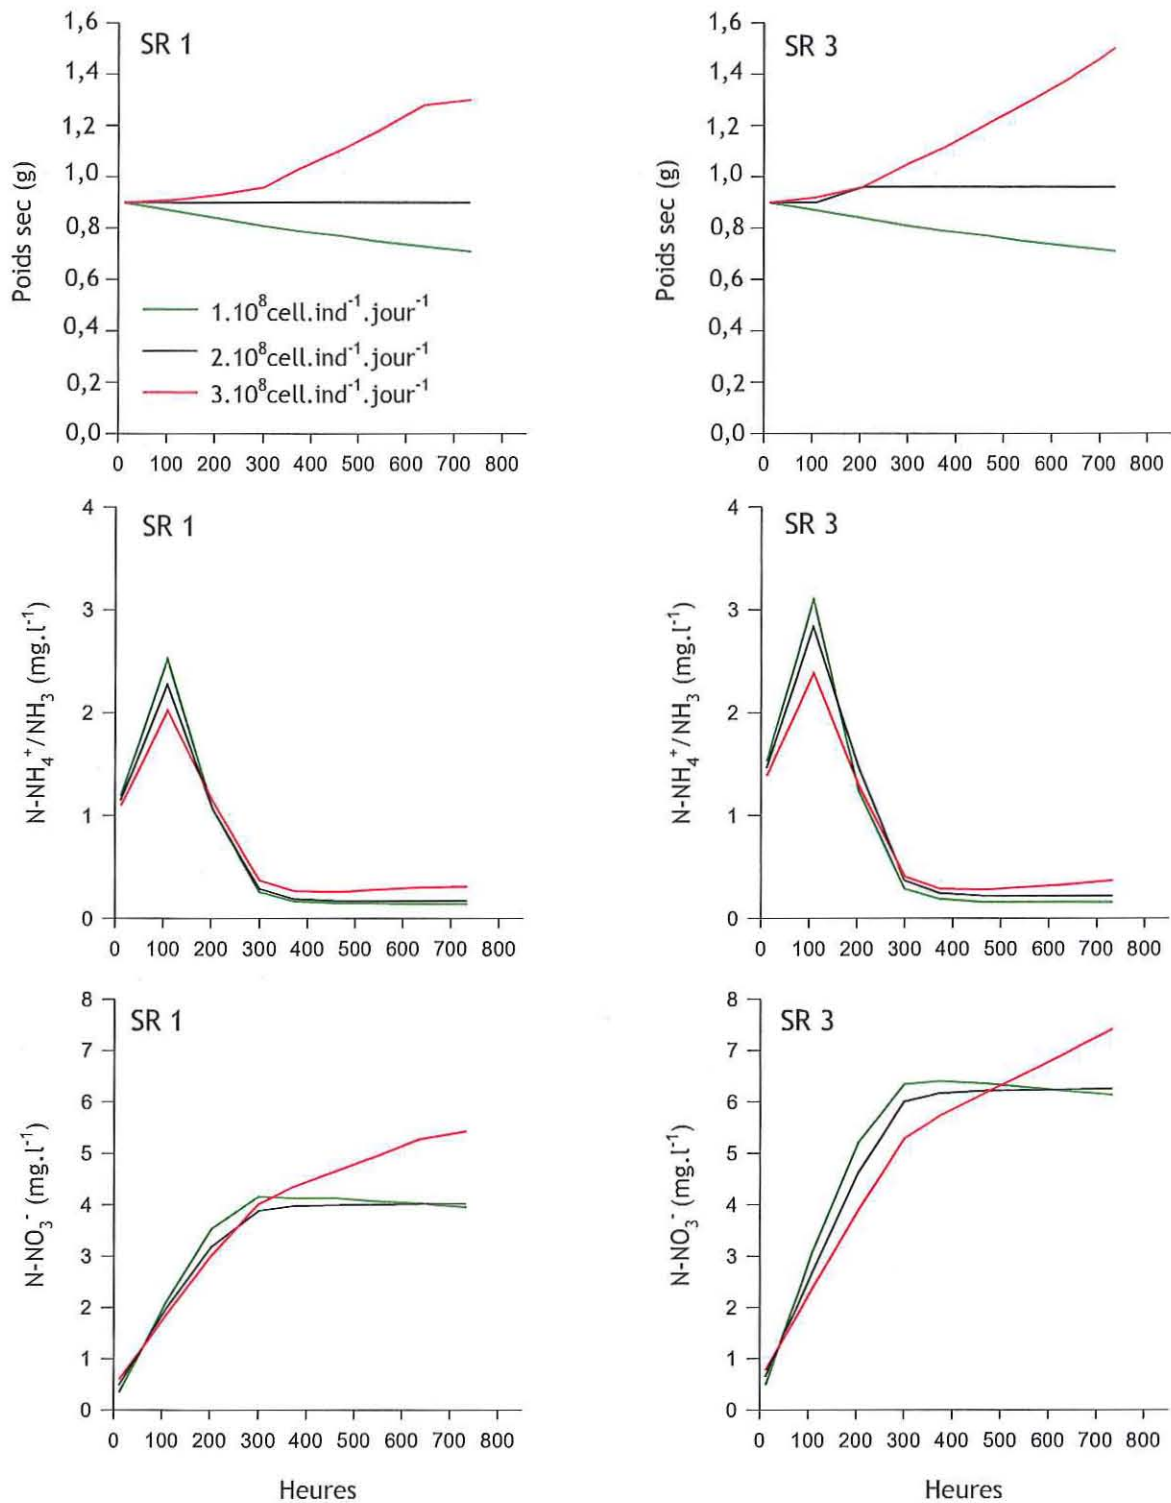 SR 1
Poids sec (g)
1,6
1,4
1,2
1,0
0,8
0,6
0,4
0,2
0,0
1.10⁸cell.ind⁻¹.jour⁻¹
2.10⁸cell.ind⁻¹.jour⁻¹
3.10⁸cell.ind⁻¹.jour⁻¹
0 100 200 300 400 500 600 700 800
SR 3
Poids sec (g)
1,6
1,4
1,2
1,0
0,8
0,6
0,4
0,2
0,0
0 100 200 300 400 500 600 700 800
SR 1
N-NH₄⁺/NH₃ (mg.l⁻¹)
4
3
2
1
0
0 100 200 300 400 500 600 700 800
SR 3
N-NH₄⁺/NH₃ (mg.l⁻¹)
4
3
2
1
0
0 100 200 300 400 500 600 700 800
SR 1
N-NO₃⁻ (mg.l⁻¹)
8
7
6
5
4
3
2
1
0
0 100 200 300 400 500 600 700 800
Heures
SR 3
N-NO₃⁻ (mg.l⁻¹)
8
7
6
5
4
3
2
1
0
0 100 200 300 400 500 600 700 800
Heures